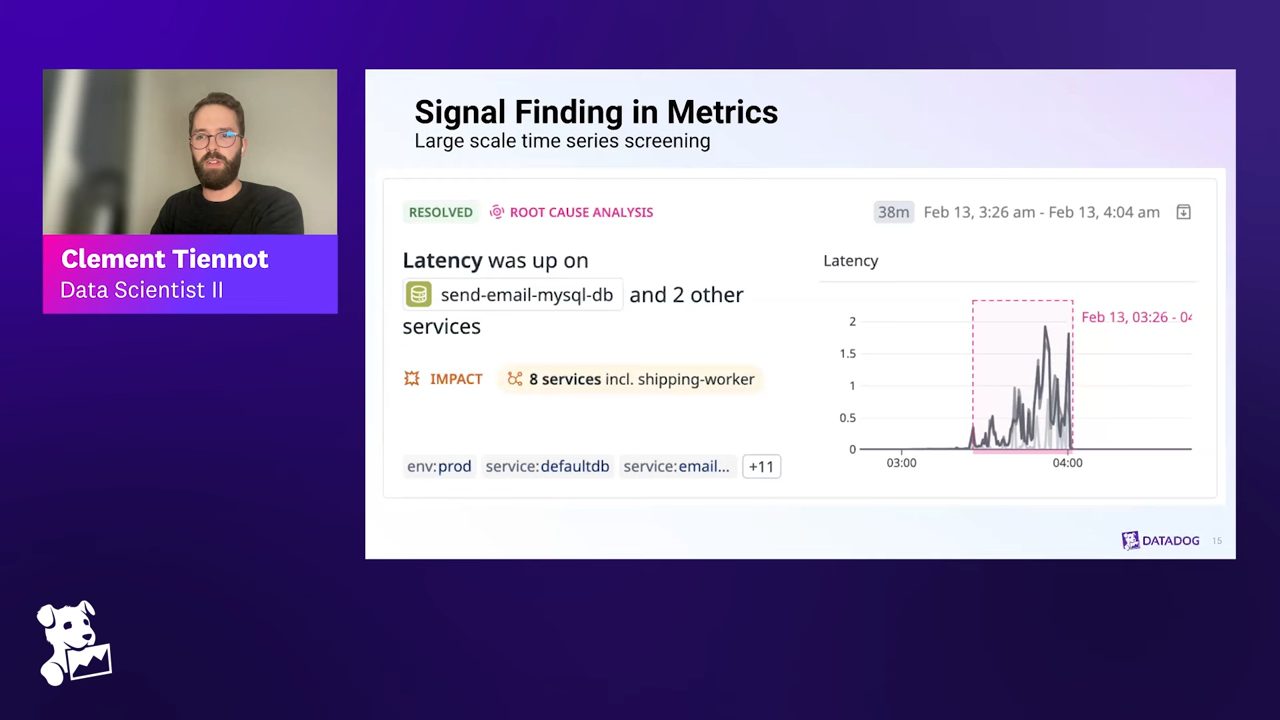 Signal Finding in Metrics
Large scale time series screening
RESOLVED ROOT CAUSE ANALYSIS
38m Feb 13, 3:26 am - Feb 13, 4:04 am
Latency was up on
send-email-mysql-db and 2 other
services
IMPACT 8 services incl. shipping-worker
env:prod service:defaultdb service:email... +11
Latency
Feb 13, 03:26 - 04
2
1.5
1
0.5
0
03:00 04:00
DATADOG 15
Clement Tiennot
Data Scientist II